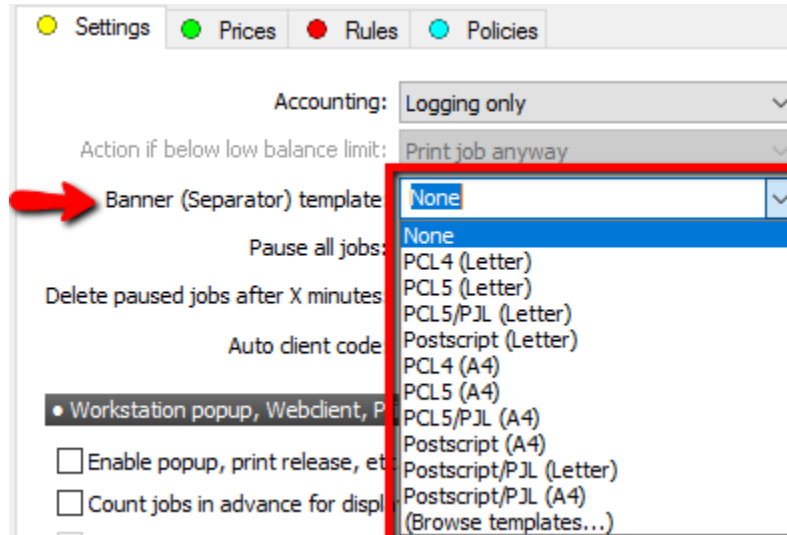 Settings Prices Rules Policies
Accounting: Logging only
Action if below low balance limit: Print job anyway
Banner (Separator) template: None
None
Pause all jobs:
PCL4 (Letter)
PCL5 (Letter)
Delete paused jobs after X minutes:
PCL5/PJL (Letter)
Postscript (Letter)
Auto client code
PCL4 (A4)
PCL5 (A4)
• Workstation popup, Webclient, P
PCL5/PJL (A4)
Postscript (A4)
Enable popup, print release, et
Postscript/PJL (Letter)
Count jobs in advance for displa
Postscript/PJL (A4)
(Browse templates...)